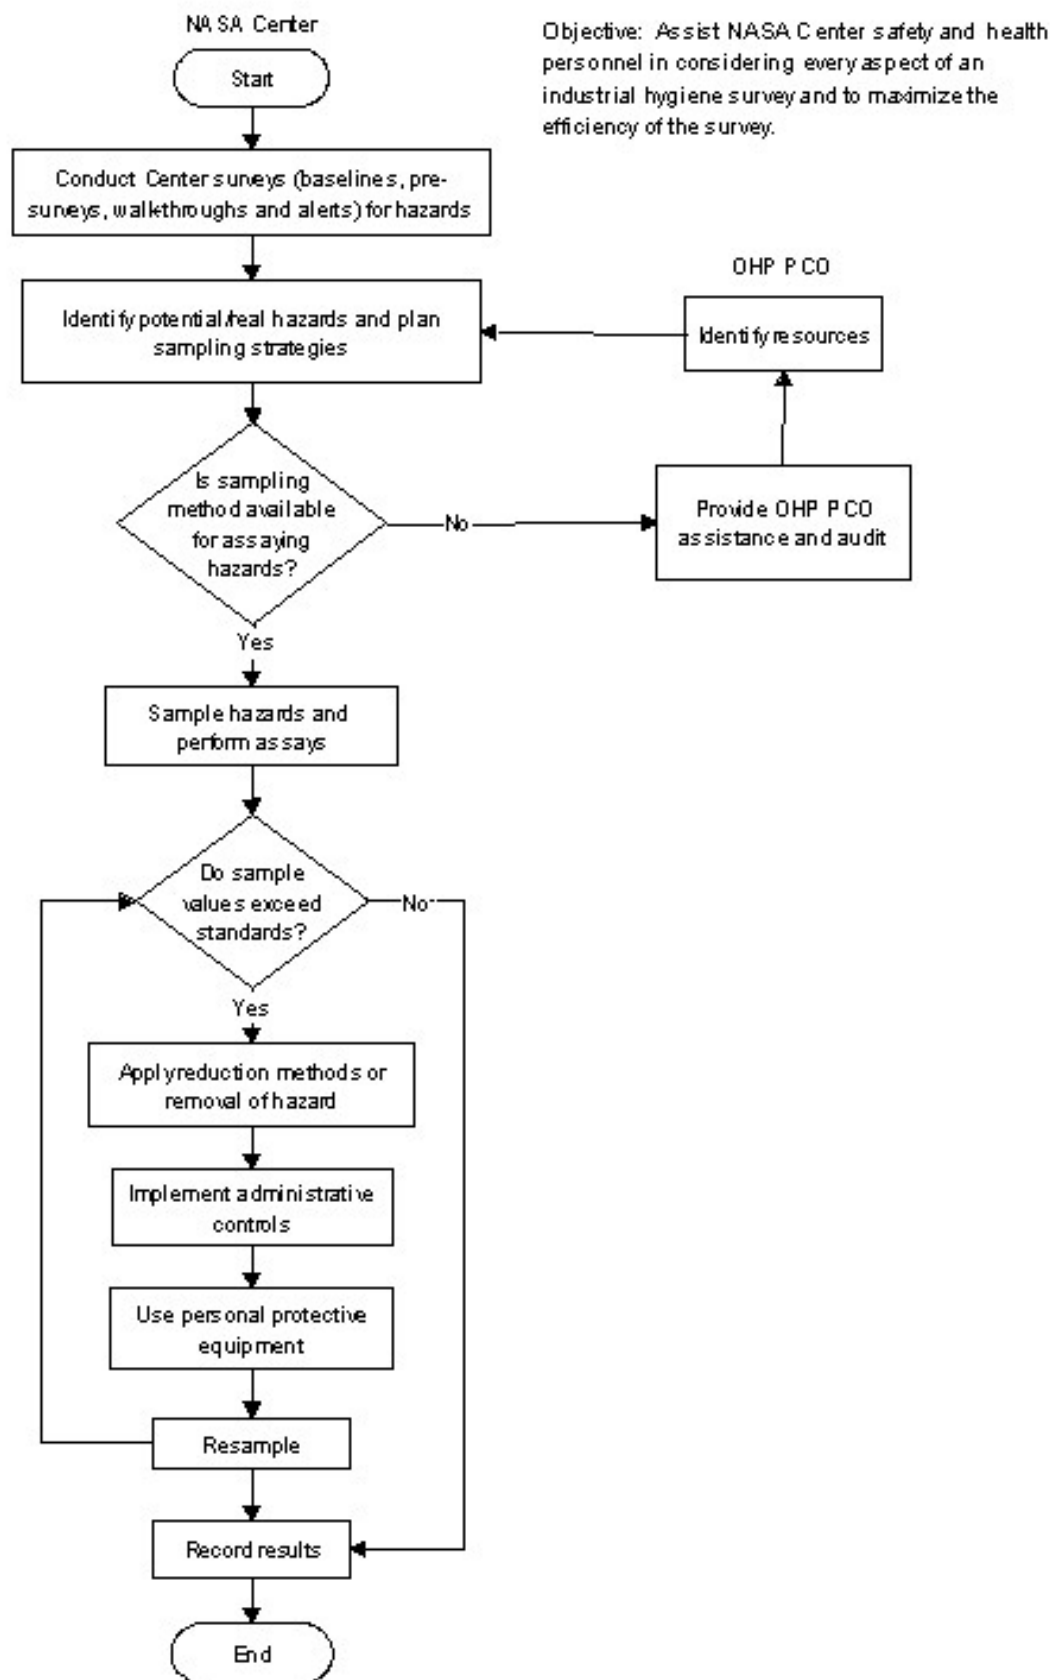 NASA Center
Objective: Assist NASA Center safety and health
personnel in considering every aspect of an
industrial hygiene survey and to maximize the
efficiency of the survey.
Start
Conduct Center surveys (baselines, pre-
surveys, walk-throughs and alerts) for hazards
OHP PCO
Identify potential/real hazards and plan
sampling strategies
Identify resources
Is sampling
method available
for assaying
hazards?
No
Provide OHP PCO
assistance and audit
Yes
Sample hazards and
perform assays
Do sample
values exceed
standards?
No
Yes
Apply reduction methods or
removal of hazard
Implement administrative
controls
Use personal protective
equipment
Resample
Record results
End